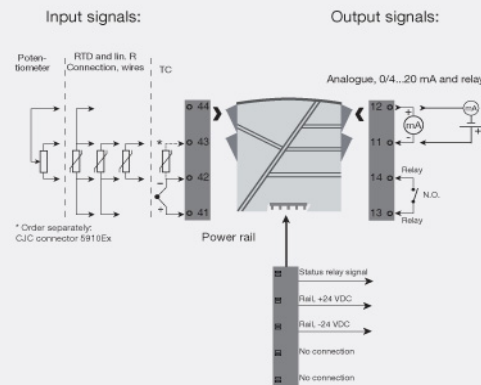 Input signals:
Output signals:
Poten-
tiometer
RTD and lin. R
Connection, wires
TC
Analogue, 0/4...20 mA and relay
44
43
42
41
*
−
+
* Order separately:
CJC connector 5910Ex
12
11
14
13
+
mA
-
mA
+
Relay
N.O.
Relay
Power rail
Status relay signal
Rail, +24 VDC
Rail, -24 VDC
No connection
No connection